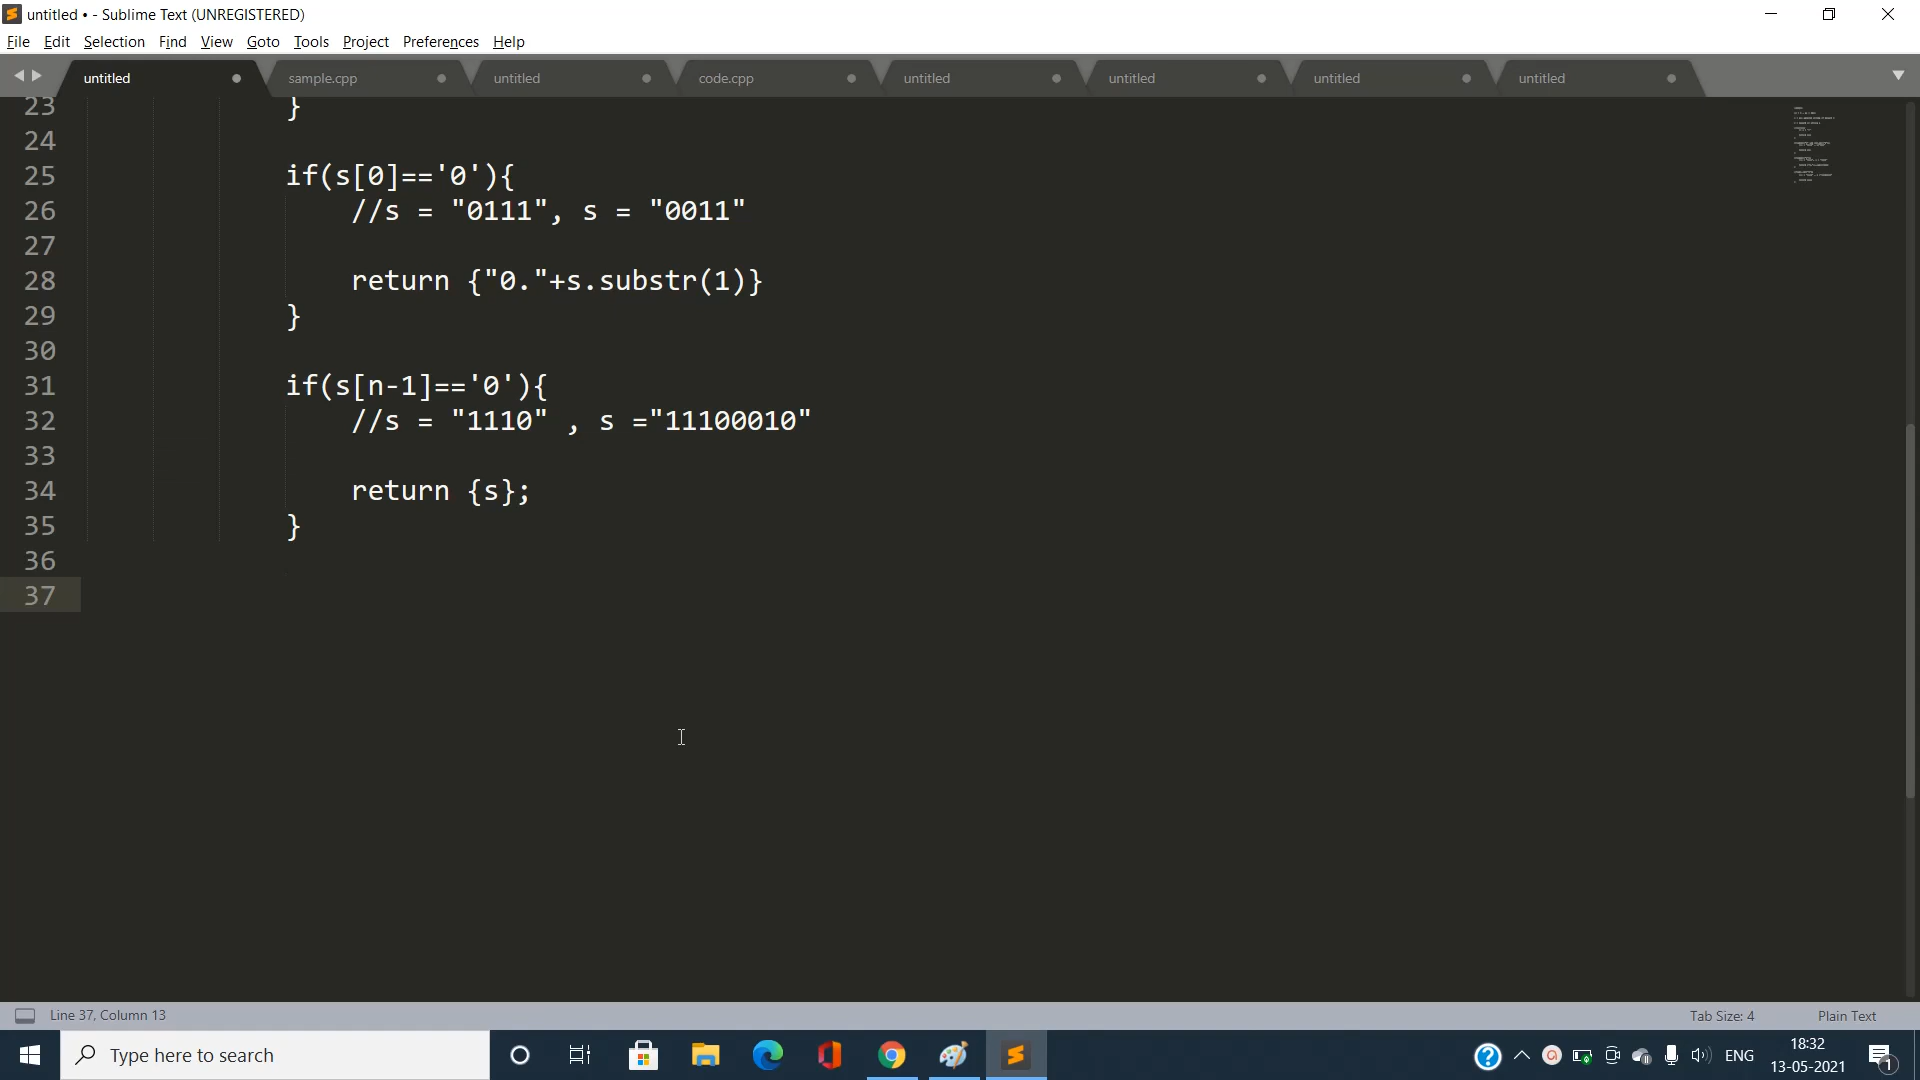 untitled • - Sublime Text (UNREGISTERED)
File Edit Selection Find View Goto Tools Project Preferences Help
untitled sample.cpp untitled code.cpp untitled untitled untitled untitled
23 }
24
25 if(s[0]=='0'){
26 //s = "0111", s = "0011"
27
28 return {"0."+s.substr(1)}
29 }
30
31 if(s[n-1]=='0'){
32 //s = "1110" , s ="11100010"
33
34 return {s};
35 }
36
37
Line 37, Column 13 Tab Size: 4 Plain Text
Type here to search ENG 18:32
13-05-2021 1